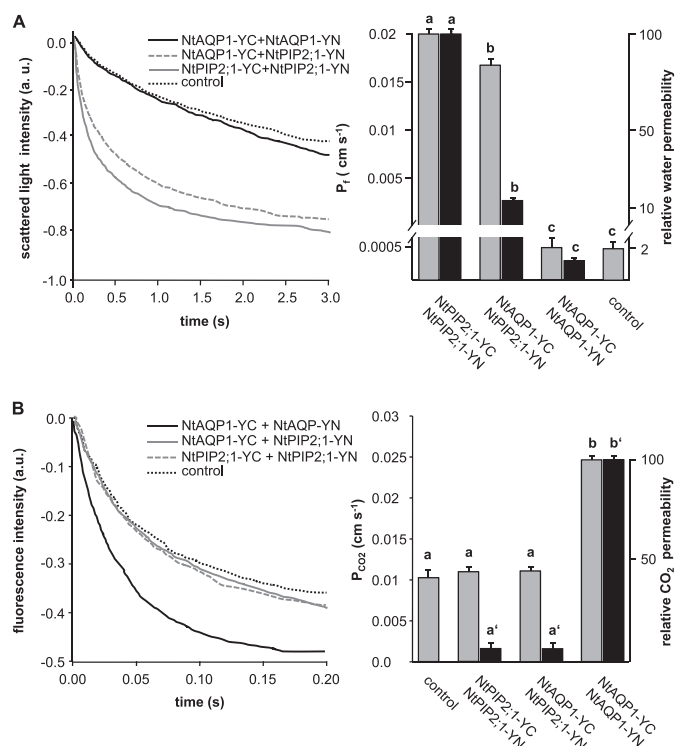 A
NtAQP1-YC+NtAQP1-YN
NtAQP1-YC+NtPIP2;1-YN
NtPIP2;1-YC+NtPIP2;1-YN
control
scattered light intensity (a. u.)
0.0
-0.2
-0.4
-0.6
-0.8
-1.0
0.0 0.5 1.0 1.5 2.0 2.5 3.0
time (s)
Pf ( cm s-1)
0.02
0.015
0.01
0.005
0.0005
a a
b
b
c
c
c
100
50
10
2
relative water permeability
NtPIP2;1-YC
NtPIP2;1-YN
NtAQP1-YC
NtPIP2;1-YN
NtAQP1-YC
NtAQP1-YN
control
B
NtAQP1-YC + NtAQP-YN
NtAQP1-YC + NtPIP2;1-YN
NtPIP2;1-YC + NtPIP2;1-YN
control
fluorescence intensity (a.u.)
0.0
-0.1
-0.2
-0.3
-0.4
-0.5
0.00 0.05 0.10 0.15 0.20
time (s)
PCO2 (cm s-1)
0.03
0.025
0.02
0.015
0.01
0.005
0.0
a
a
a‘
a
a‘
b b‘
100
50
relative CO2 permeability
control
NtPIP2;1-YC
NtPIP2;1-YN
NtAQP1-YC
NtPIP2;1-YN
NtAQP1-YC
NtAQP1-YN